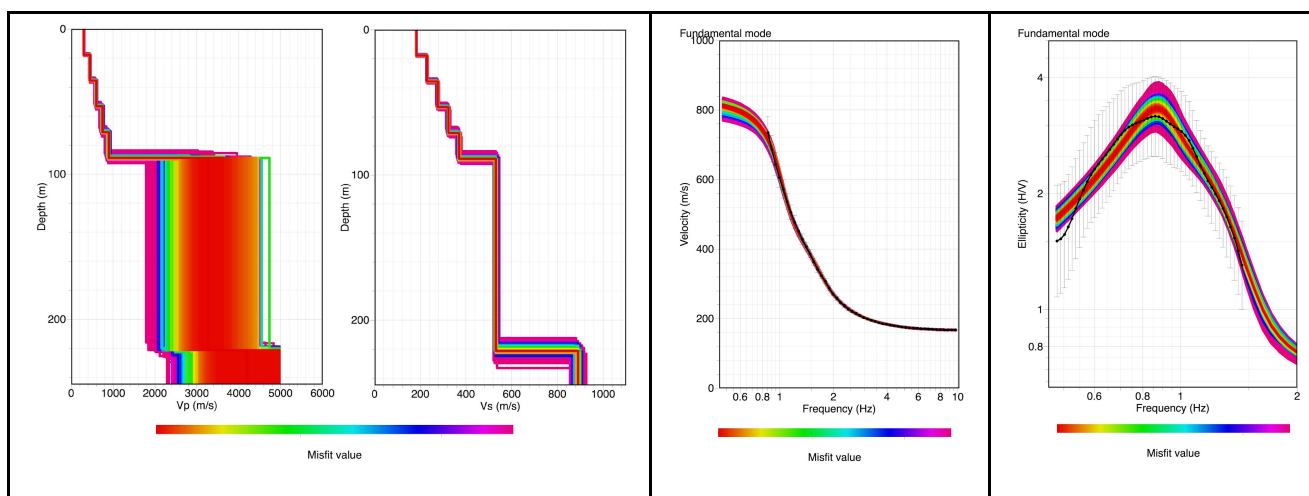 0
100
200
Depth (m)
0 1000 2000 3000 4000 5000 6000
Vp (m/s)
0
100
200
Depth (m)
0 200 400 600 800 1000
Vs (m/s)
Misfit value
Fundamental mode
1000
800
600
400
200
0
Velocity (m/s)
0.6 0.8 1 2 4 6 8 10
Frequency (Hz)
Misfit value
Fundamental mode
4
2
1
0.8
Ellipticity (H/V)
0.6 0.8 1 2
Frequency (Hz)
Misfit value